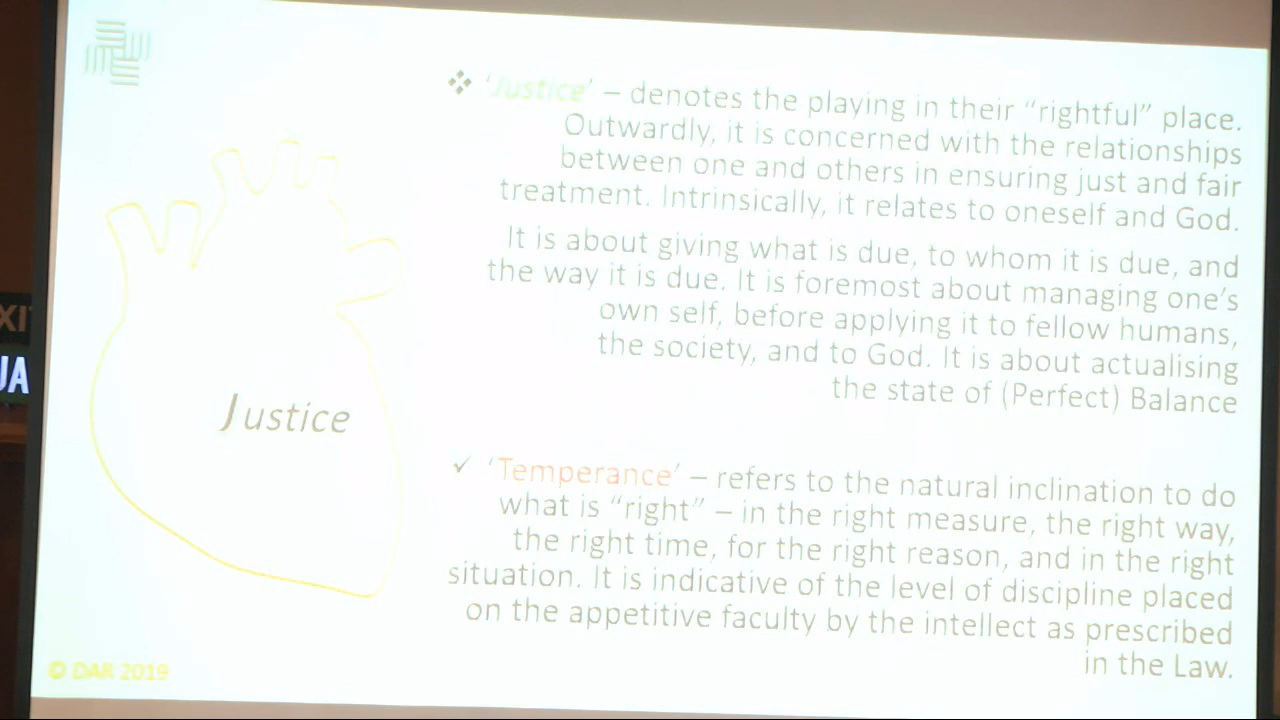 'Justice' – denotes the playing in their “rightful” place.
Outwardly, it is concerned with the relationships
between one and others in ensuring just and fair
treatment. Intrinsically, it relates to oneself and God.
It is about giving what is due, to whom it is due, and
the way it is due. It is foremost about managing one’s
own self, before applying it to fellow humans,
the society, and to God. It is about actualising
the state of (Perfect) Balance
Justice
‘Temperance’ – refers to the natural inclination to do
what is “right” – in the right measure, the right way,
the right time, for the right reason, and in the right
situation. It is indicative of the level of discipline placed
on the appetitive faculty by the intellect as prescribed
in the Law.
© DAR 2019
XI
UA